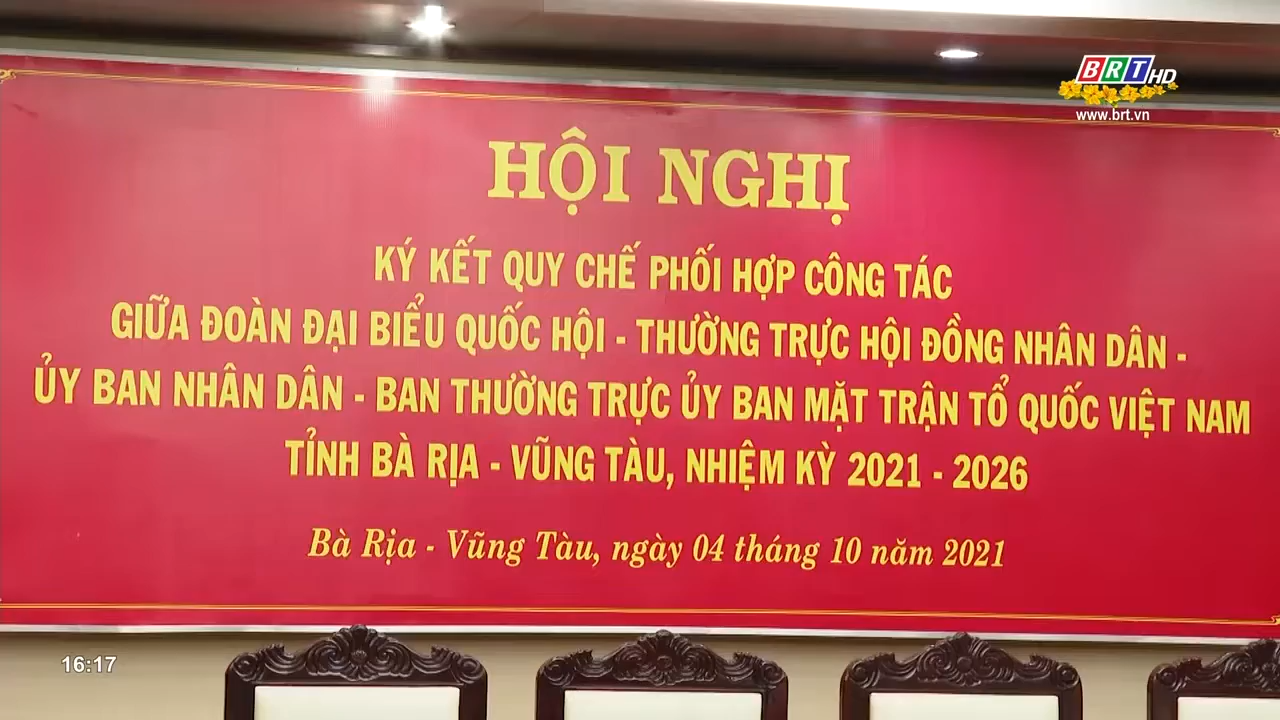 BRT HD
www.brt.vn
HỘI NGHỊ
KÝ KẾT QUY CHẾ PHỐI HỢP CÔNG TÁC
GIỮA ĐOÀN ĐẠI BIỂU QUỐC HỘI - THƯỜNG TRỰC HỘI ĐỒNG NHÂN DÂN -
ỦY BAN NHÂN DÂN - BAN THƯỜNG TRỰC ỦY BAN MẶT TRẬN TỔ QUỐC VIỆT NAM
TỈNH BÀ RỊA - VŨNG TÀU, NHIỆM KỲ 2021 - 2026
Bà Rịa - Vũng Tàu, ngày 04 tháng 10 năm 2021
16:17